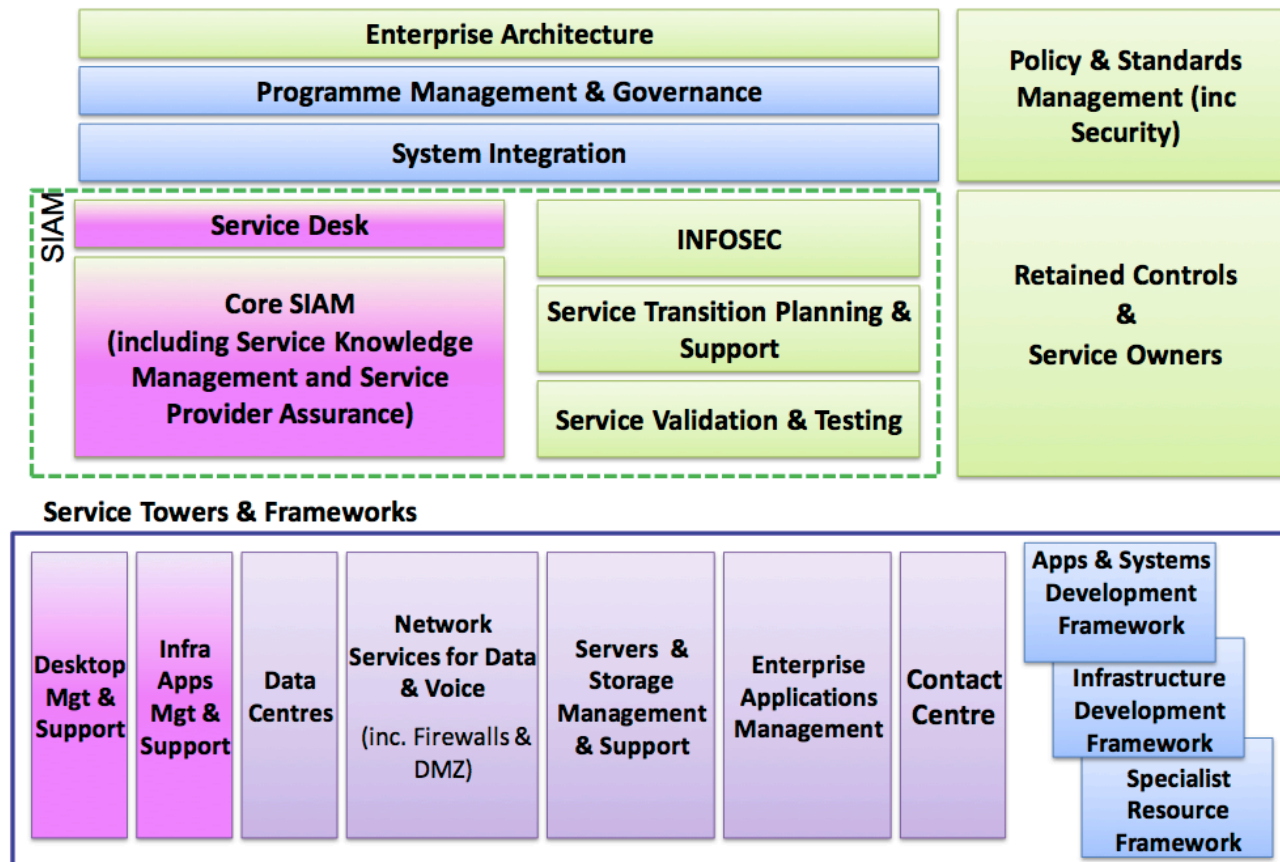 Enterprise Architecture
Programme Management & Governance
System Integration
Policy & Standards
Management (inc
Security)
SIAM
Service Desk
Core SIAM
(including Service Knowledge
Management and Service
Provider Assurance)
INFOSEC
Service Transition Planning &
Support
Service Validation & Testing
Retained Controls
&
Service Owners
Service Towers & Frameworks
Desktop
Mgt &
Support
Infra
Apps
Mgt &
Support
Data
Centres
Network
Services for Data
& Voice
(inc. Firewalls &
DMZ)
Servers &
Storage
Management
& Support
Enterprise
Applications
Management
Contact
Centre
Apps & Systems
Development
Framework
Infrastructure
Development
Framework
Specialist
Resource
Framework